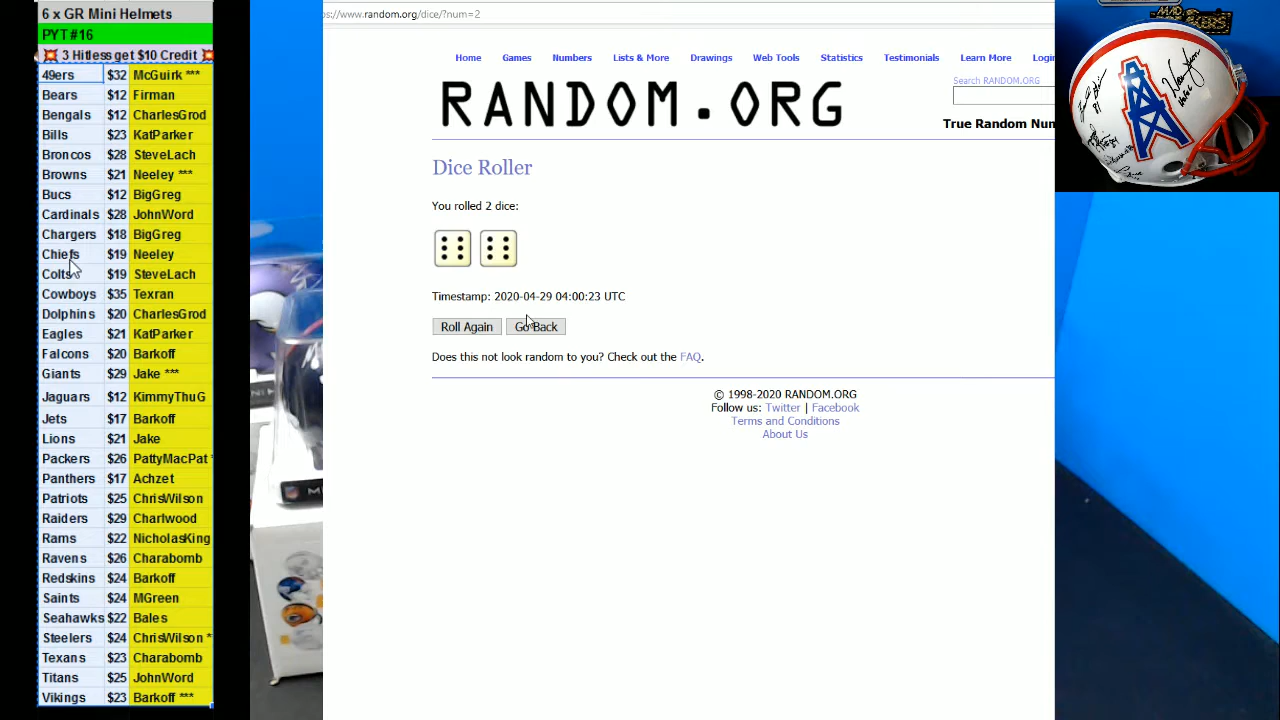 6 x GR Mini Helmets
PYT #16
💥 3 Hitless get $10 Credit 💥
49ers $32 McGuirk ***
Bears $12 Firman
Bengals $12 CharlesGrod
Bills $23 KatParker
Broncos $28 SteveLach
Browns $21 Neeley ***
Bucs $12 BigGreg
Cardinals $28 JohnWord
Chargers $18 BigGreg
Chiefs $19 Neeley
Colts $19 SteveLach
Cowboys $35 Texran
Dolphins $20 CharlesGrod
Eagles $21 KatParker
Falcons $20 Barkoff
Giants $29 Jake ***
Jaguars $12 KimmyThuG
Jets $17 Barkoff
Lions $21 Jake
Packers $26 PattyMacPat *
Panthers $17 Achzet
Patriots $25 ChrisWilson
Raiders $29 Charlwood
Rams $22 NicholasKing
Ravens $26 Charabomb
Redskins $24 Barkoff
Saints $24 MGreen
Seahawks $22 Bales
Steelers $24 ChrisWilson *
Texans $23 Charabomb
Titans $25 JohnWord
Vikings $23 Barkoff ***
s://www.random.org/dice/?num=2
Home Games Numbers Lists & More Drawings Web Tools Statistics Testimonials Learn More Login
Search RANDOM.ORG
RANDOM.ORG
True Random Num
Dice Roller
You rolled 2 dice:
Timestamp: 2020-04-29 04:00:23 UTC
Roll Again Go Back
Does this not look random to you? Check out the FAQ.
© 1998-2020 RANDOM.ORG
Follow us: Twitter | Facebook
Terms and Conditions
About Us